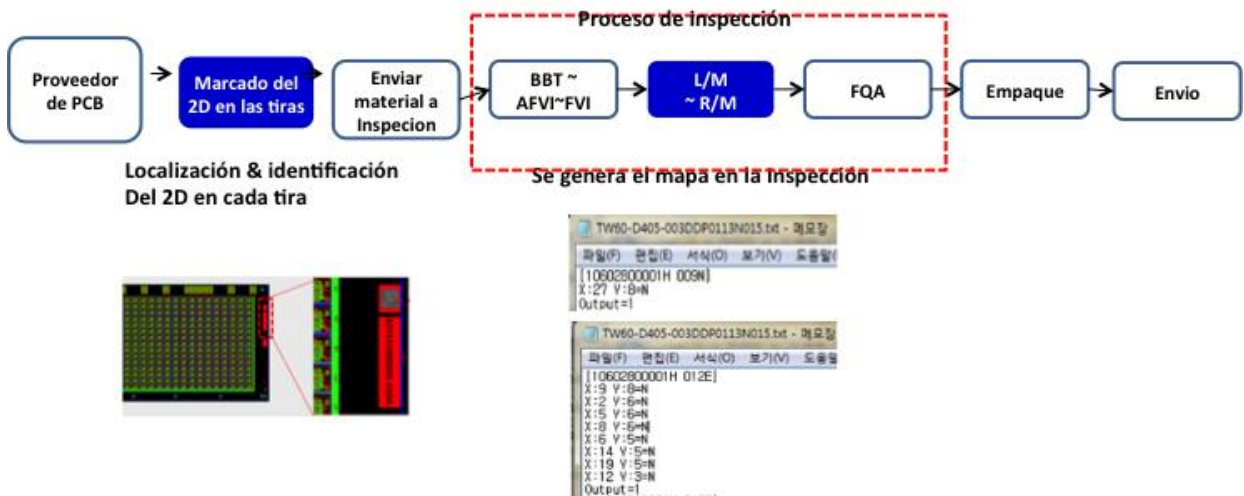 Proceso de inspección
Proveedor
de PCB
Marcado del
2D en las tiras
Enviar
material a
Inspecion
BBT ~
AFVI~FVI
L/M
~ R/M
FQA
Empaque
Envio
Localización & identificación
Del 2D en cada tira
Se genera el mapa en la inspección
TW60-D405-003DDP0113N015.txt - 메모장
파일(F) 편집(E) 서식(O) 보기(V) 도움말(
[10602800001H 009N]
X:27 Y:8=N
Output=1
TW60-D405-003DDP0113N015.txt - 메모장
파일(F) 편집(E) 서식(O) 보기(V) 도움말
[10602800001H 012E]
X:9 Y:8=N
X:2 Y:6=N
X:5 Y:6=N
X:8 Y:6=N
X:6 Y:5=N
X:14 Y:5=N
X:19 Y:5=N
X:12 Y:3=N
Output=1